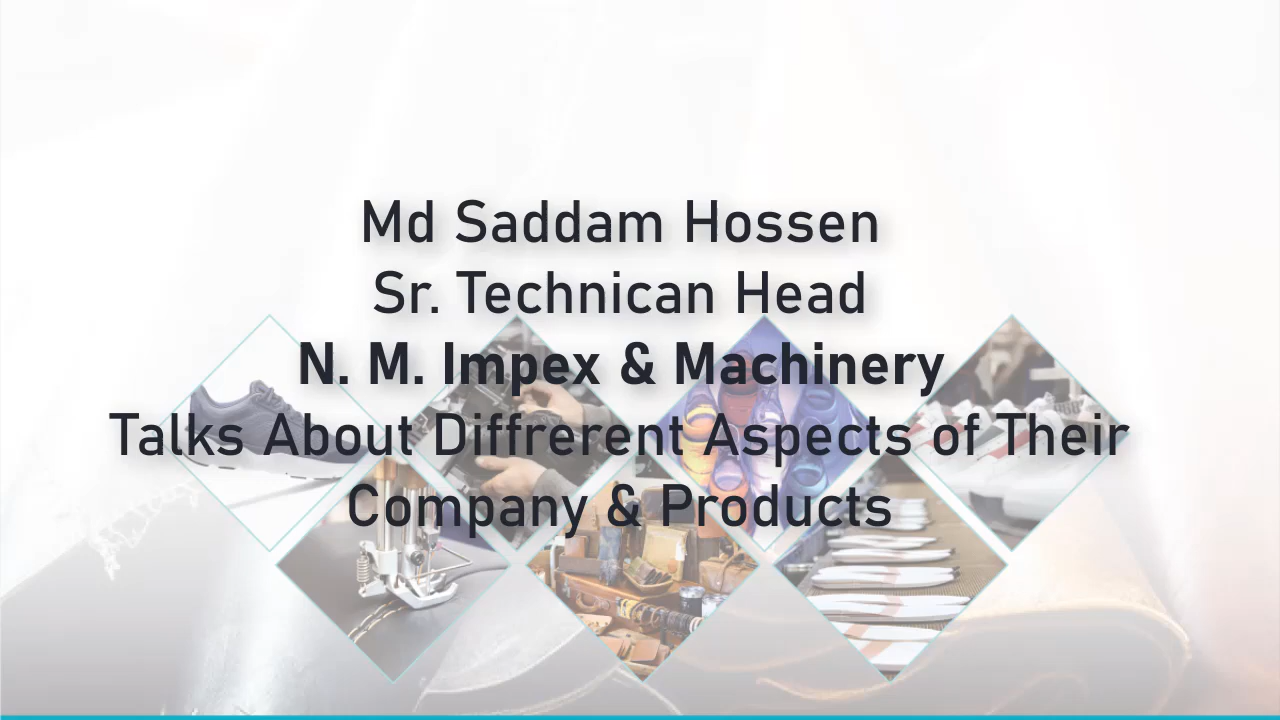 Md Saddam Hossen
Sr. Technican Head
N. M. Impex & Machinery
Talks About Diffrerent Aspects of Their
Company & Products